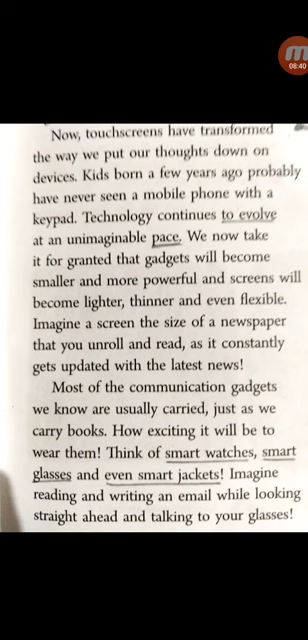 08:40
Now, touchscreens have transformed
the way we put our thoughts down on
devices. Kids born a few years ago probably
have never seen a mobile phone with a
keypad. Technology continues to evolve
at an unimaginable pace. We now take
it for granted that gadgets will become
smaller and more powerful and screens will
become lighter, thinner and even flexible.
Imagine a screen the size of a newspaper
that you unroll and read, as it constantly
gets updated with the latest news!
Most of the communication gadgets
we know are usually carried, just as we
carry books. How exciting it will be to
wear them! Think of smart watches, smart
glasses and even smart jackets! Imagine
reading and writing an email while looking
straight ahead and talking to your glasses!